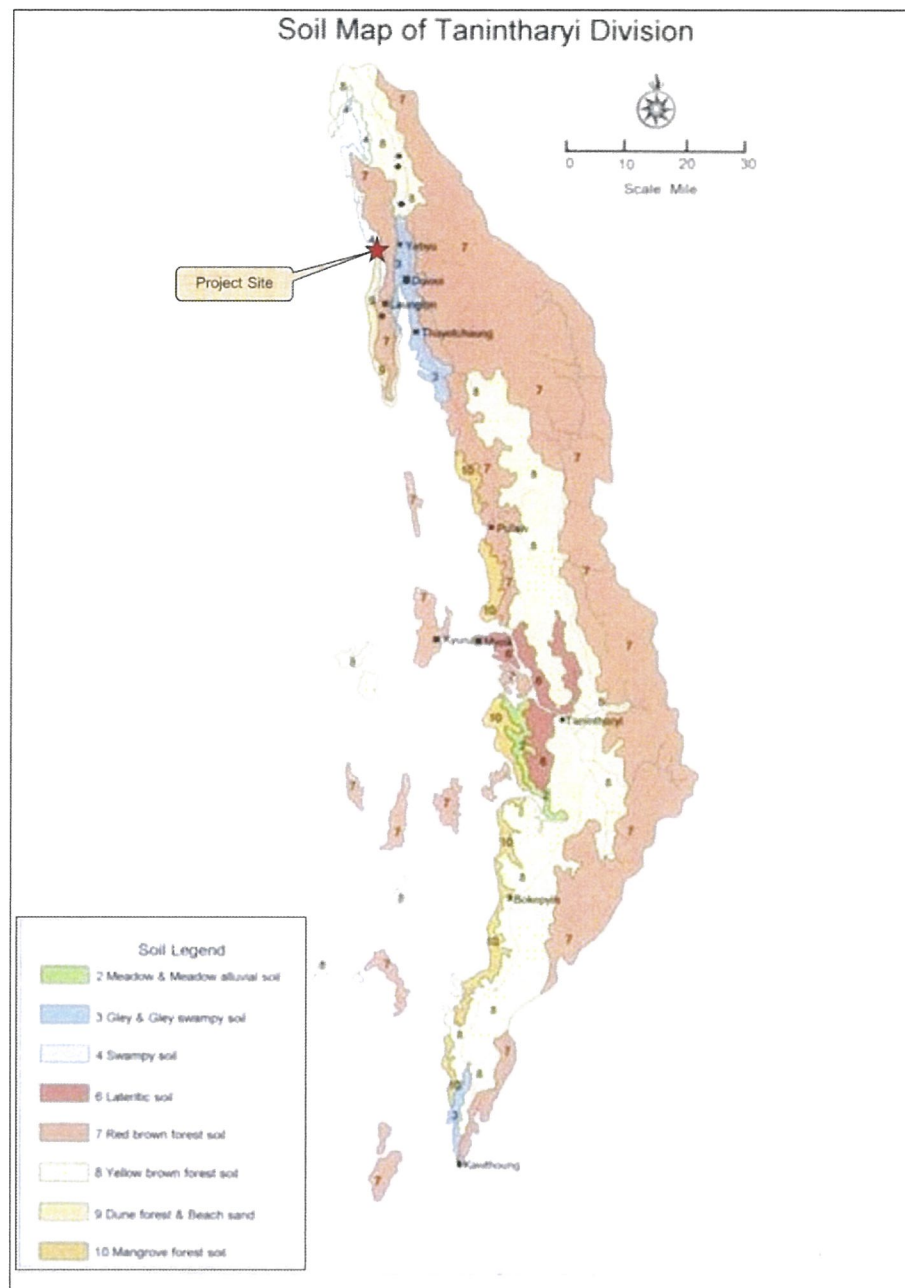 Soil Map of Tanintharyi Division
0 10 20 30
Scale Mile
Project Site
Yebyu
Dawei
Launglon
Thayetchaung
Palaw
Tanintharyi
Bokepyin
Kawthoung
Soil Legend
2 Meadow & Meadow alluvial soil
3 Gley & Gley swampy soil
4 Swampy soil
6 Lateritic soil
7 Red brown forest soil
8 Yellow brown forest soil
9 Dune forest & Beach sand
10 Mangrove forest soil